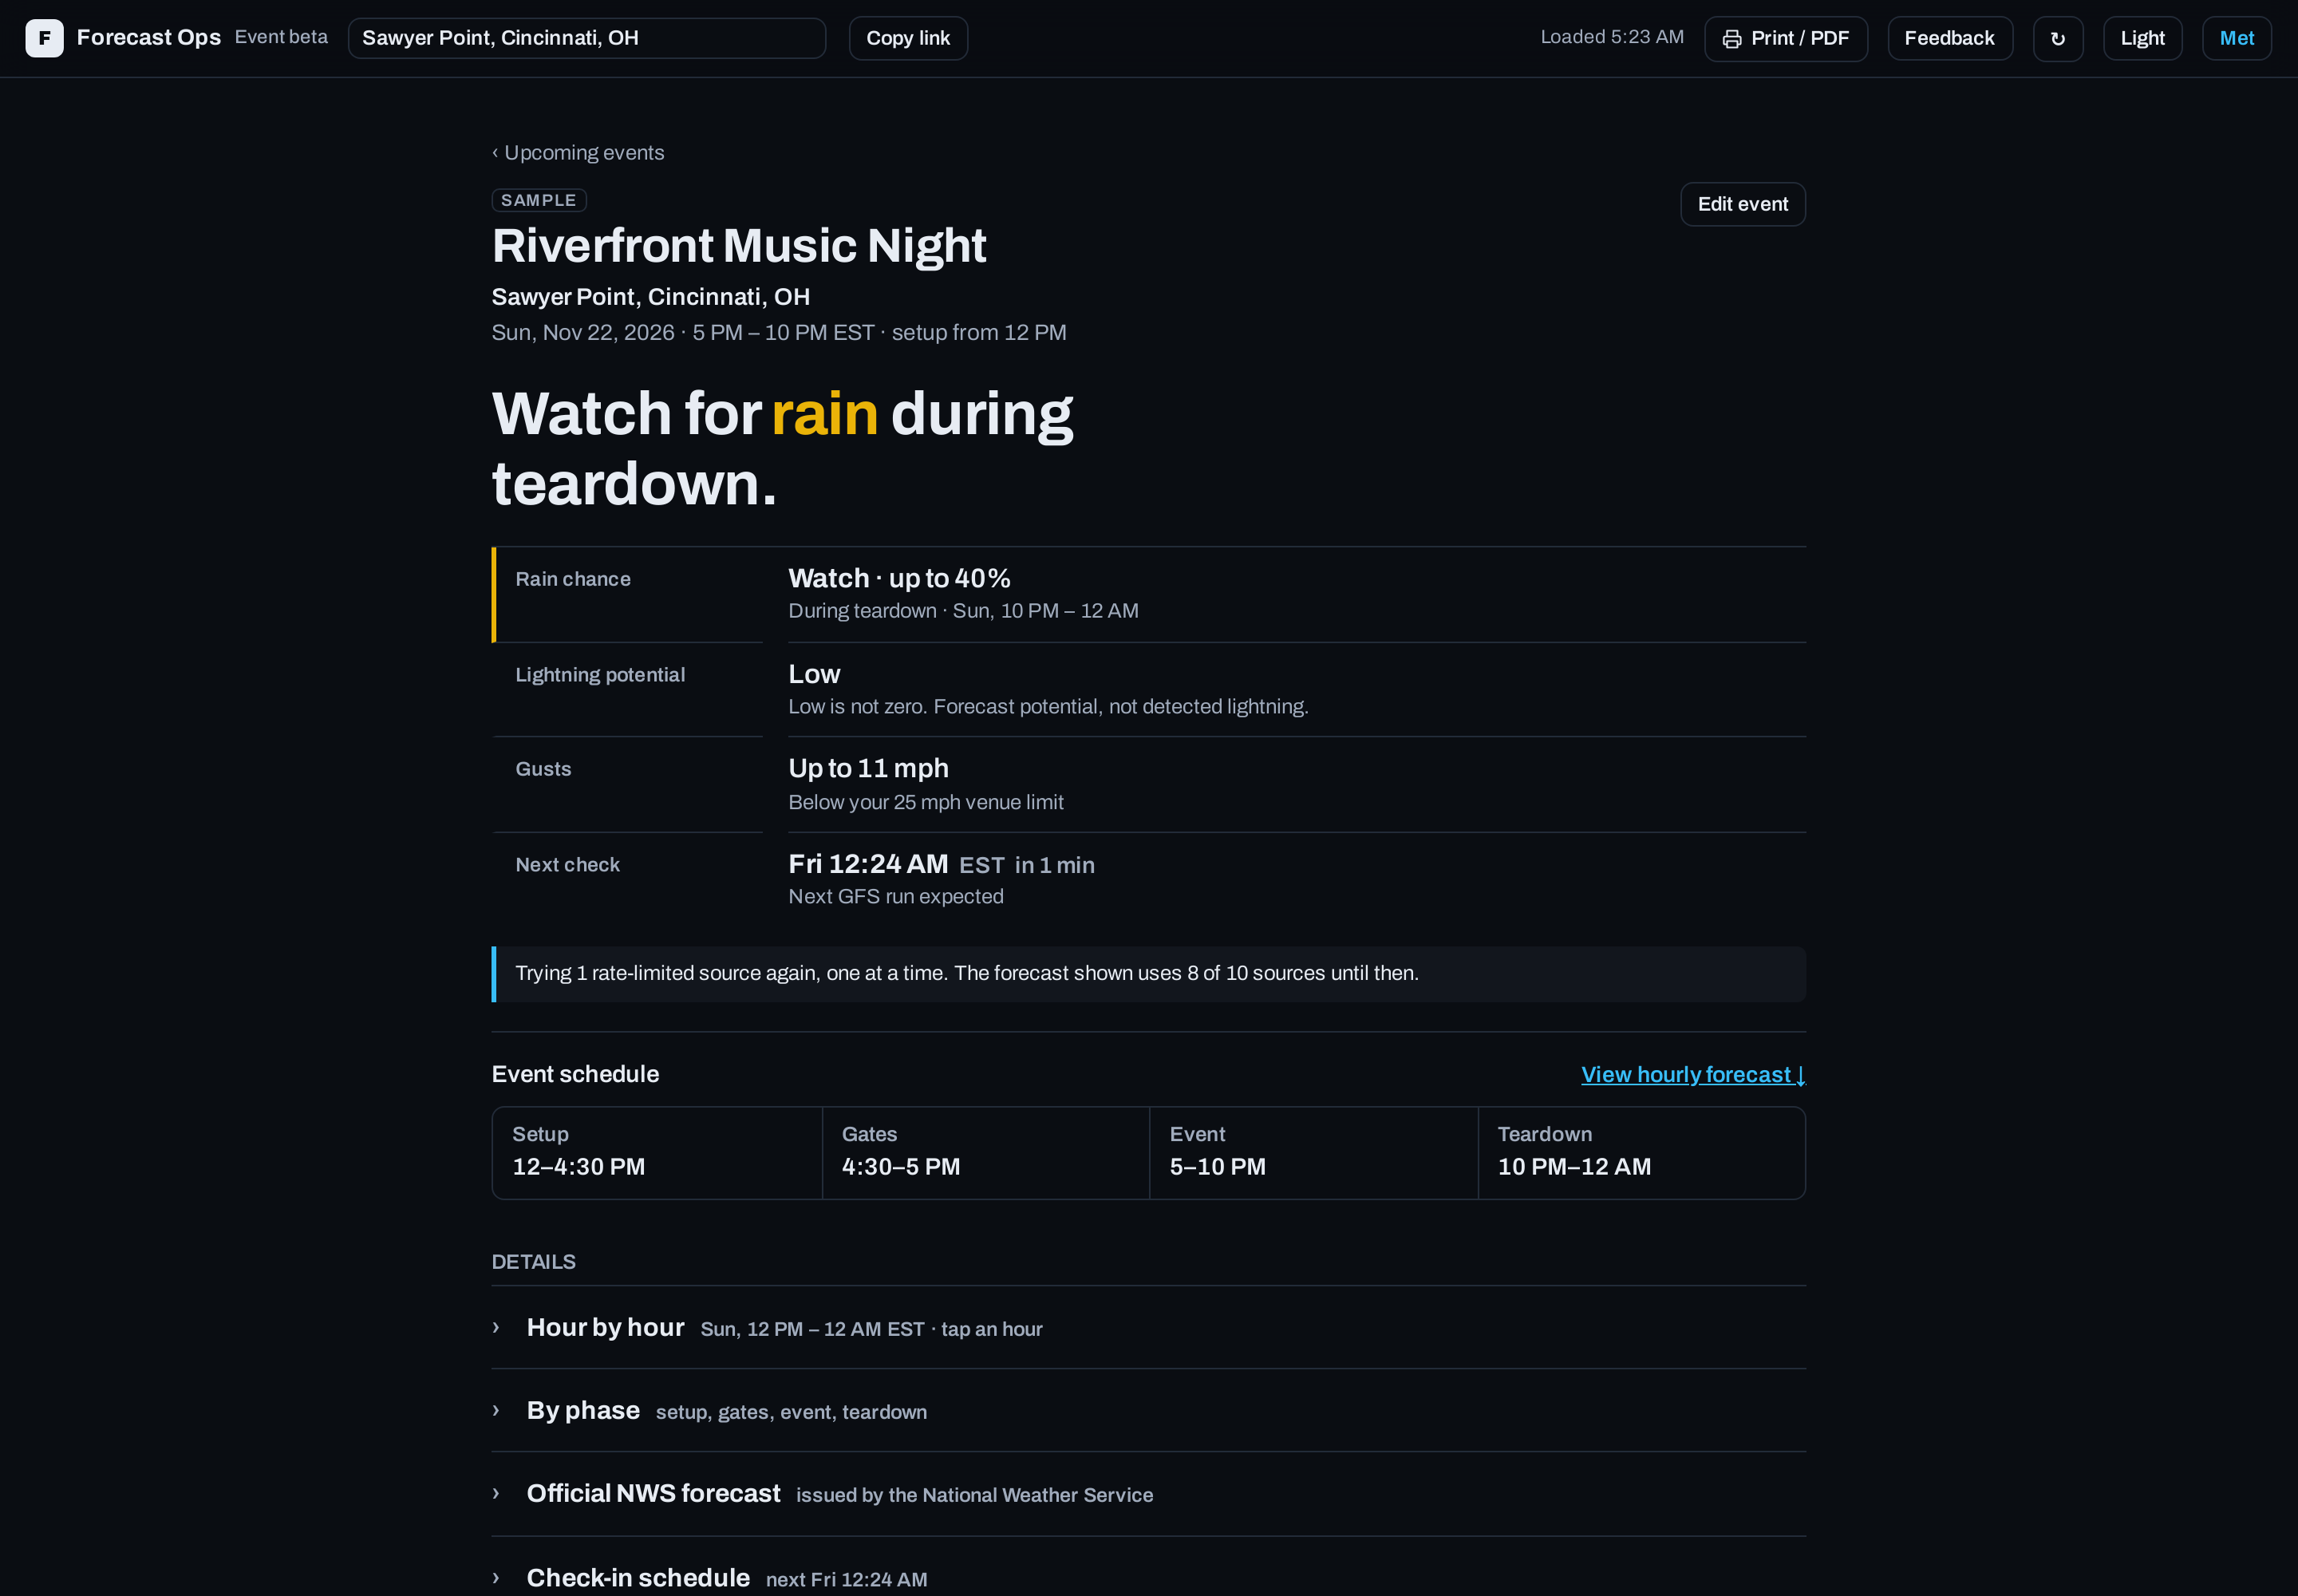 F Forecast Ops Event beta Sawyer Point, Cincinnati, OH Copy link Loaded 5:23 AM Print / PDF Feedback ↻ Light Met
‹ Upcoming events
SAMPLE
Edit event
Riverfront Music Night
Sawyer Point, Cincinnati, OH
Sun, Nov 22, 2026 · 5 PM – 10 PM EST · setup from 12 PM
Watch for rain during
teardown.
Rain chance
Watch · up to 40%
During teardown · Sun, 10 PM – 12 AM
Lightning potential
Low
Low is not zero. Forecast potential, not detected lightning.
Gusts
Up to 11 mph
Below your 25 mph venue limit
Next check
Fri 12:24 AM EST in 1 min
Next GFS run expected
Trying 1 rate-limited source again, one at a time. The forecast shown uses 8 of 10 sources until then.
Event schedule
View hourly forecast ↓
Setup
12–4:30 PM
Gates
4:30–5 PM
Event
5–10 PM
Teardown
10 PM–12 AM
DETAILS
› Hour by hour Sun, 12 PM – 12 AM EST · tap an hour
› By phase setup, gates, event, teardown
› Official NWS forecast issued by the National Weather Service
› Check-in schedule next Fri 12:24 AM